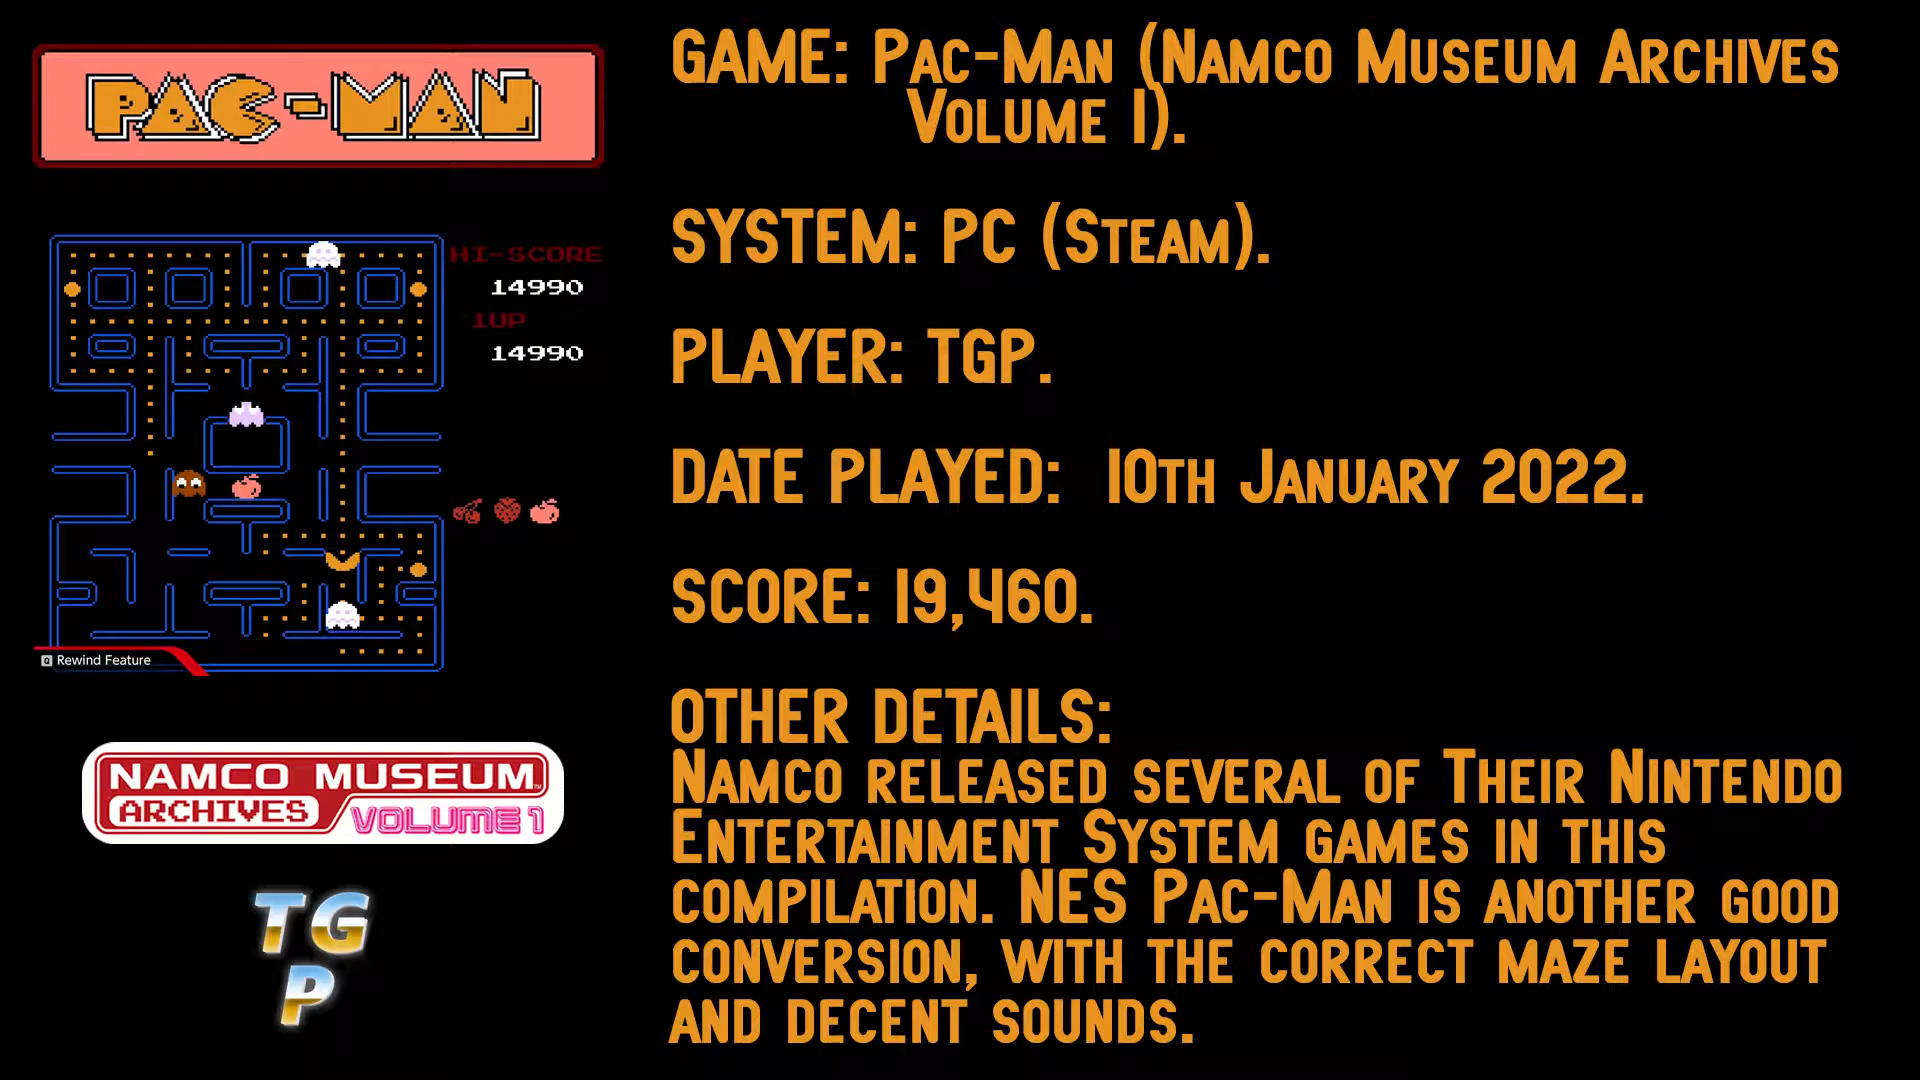 PAC-MAN
HI-SCORE
14990
1UP
14990
Q Rewind Feature
NAMCO MUSEUM
ARCHIVES VOLUME 1
TG
P
GAME: Pac-Man (Namco Museum Archives
Volume 1).
SYSTEM: PC (Steam).
PLAYER: TGP.
DATE PLAYED: 10th January 2022.
SCORE: 19,460.
OTHER DETAILS:
Namco released several of Their Nintendo
Entertainment System games in this
compilation. NES Pac-Man is another good
conversion, with the correct maze layout
and decent sounds.